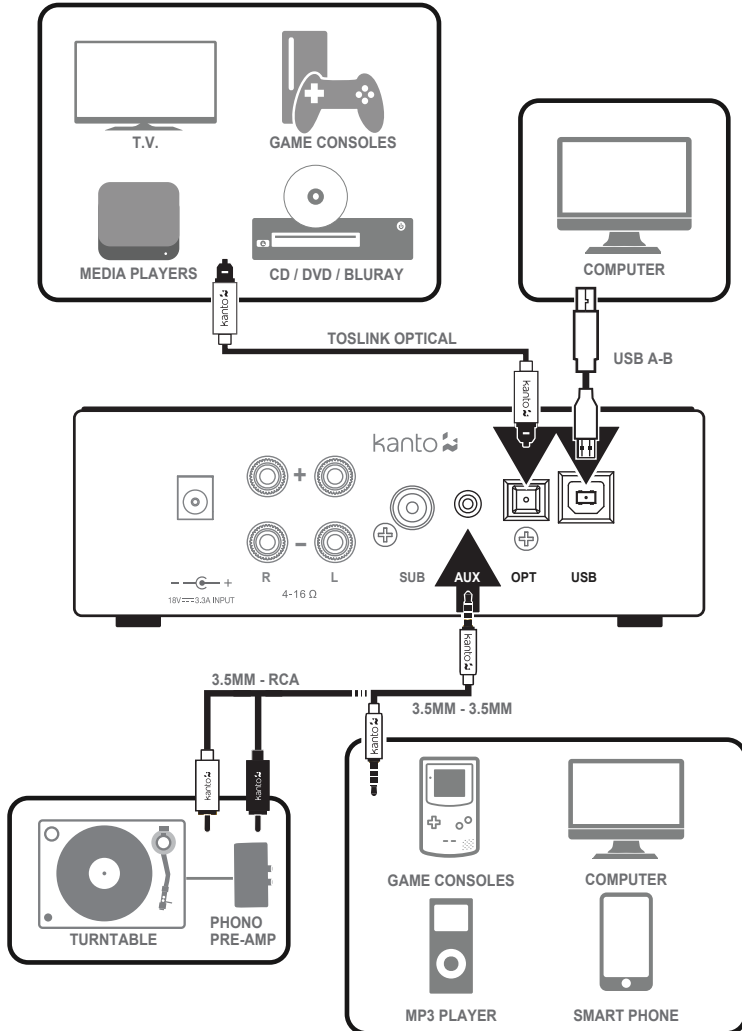 T.V.
GAME CONSOLES
MEDIA PLAYERS
CD / DVD / BLURAY
COMPUTER
kanto
TOSLINK OPTICAL
USB A-B
kanto
kanto
+
-
R
L
4-16 Ω
SUB
AUX
OPT
USB
- +
18V⎓3.3A INPUT
kanto
3.5MM - RCA
3.5MM - 3.5MM
kanto
kanto
kanto
TURNTABLE
PHONO
PRE-AMP
GAME CONSOLES
COMPUTER
MP3 PLAYER
SMART PHONE